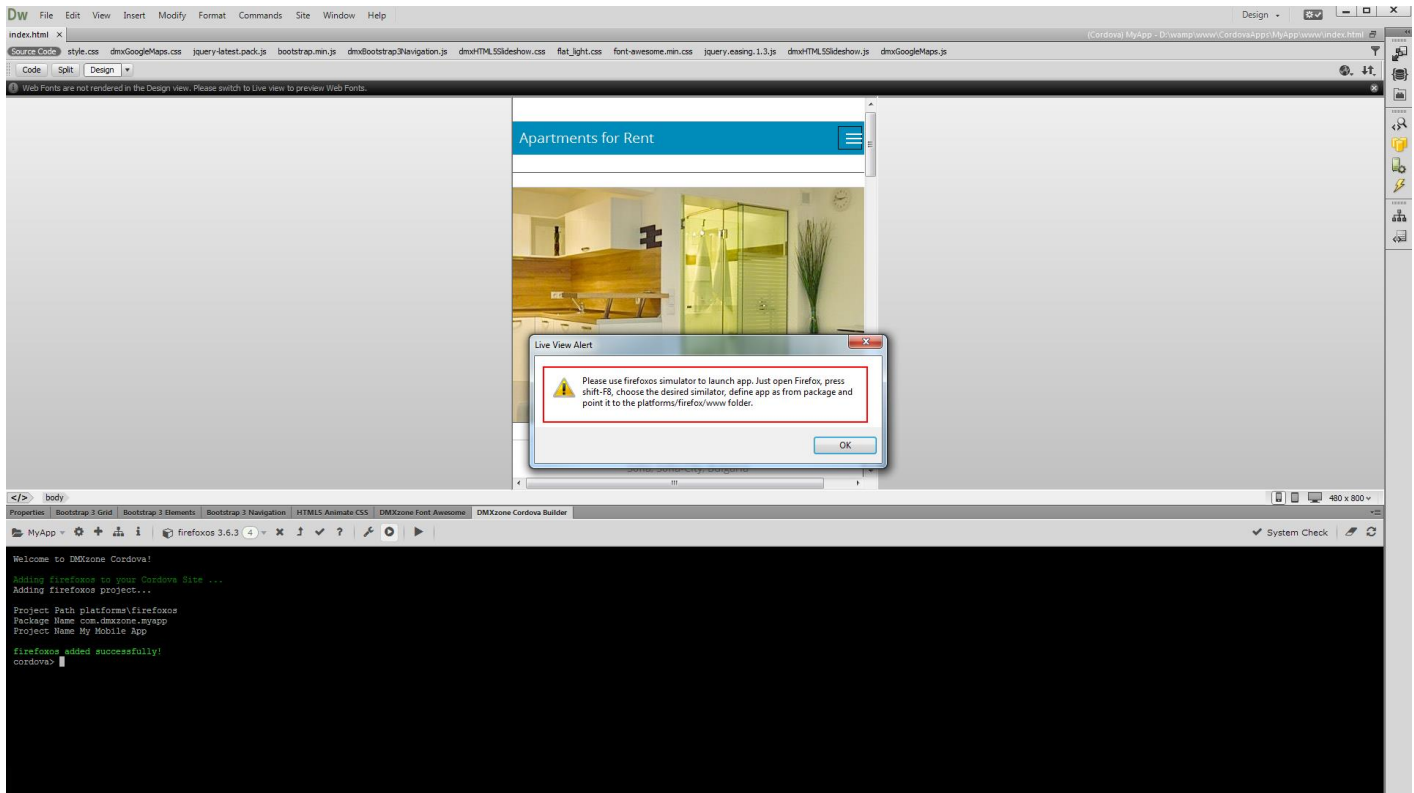 Dw File Edit View Insert Modify Format Commands Site Window Help Design
index.html × (Cordova) MyApp - D:\wamp\www\CordovaApps\MyApp\www\index.html
Source Code style.css dmxGoogleMaps.css jquery-latest.pack.js bootstrap.min.js dmxBootstrap3Navigation.js dmxHTML5Slideshow.css flat_light.css font-awesome.min.css jquery.easing.1.3.js dmxHTML5Slideshow.js dmxGoogleMaps.js
Code Split Design
Web Fonts are not rendered in the Design view. Please switch to Live view to preview Web Fonts.
Apartments for Rent
Live View Alert
Please use firefoxos simulator to launch app. Just open Firefox, press
shift-F8, choose the desired similator, define app as from package and
point it to the platforms/firefox/www folder.
OK
</> body 480 x 800
Properties Bootstrap 3 Grid Bootstrap 3 Elements Bootstrap 3 Navigation HTML5 Animate CSS DMXzone Font Awesome DMXzone Cordova Builder
MyApp firefoxos 3.6.3 4 System Check
Welcome to DMXzone Cordova!
Adding firefoxos to your Cordova Site ...
Adding firefoxos project...
Project Path platforms\firefoxos
Package Name com.dmxzone.myapp
Project Name My Mobile App
firefoxos added successfully!
cordova>